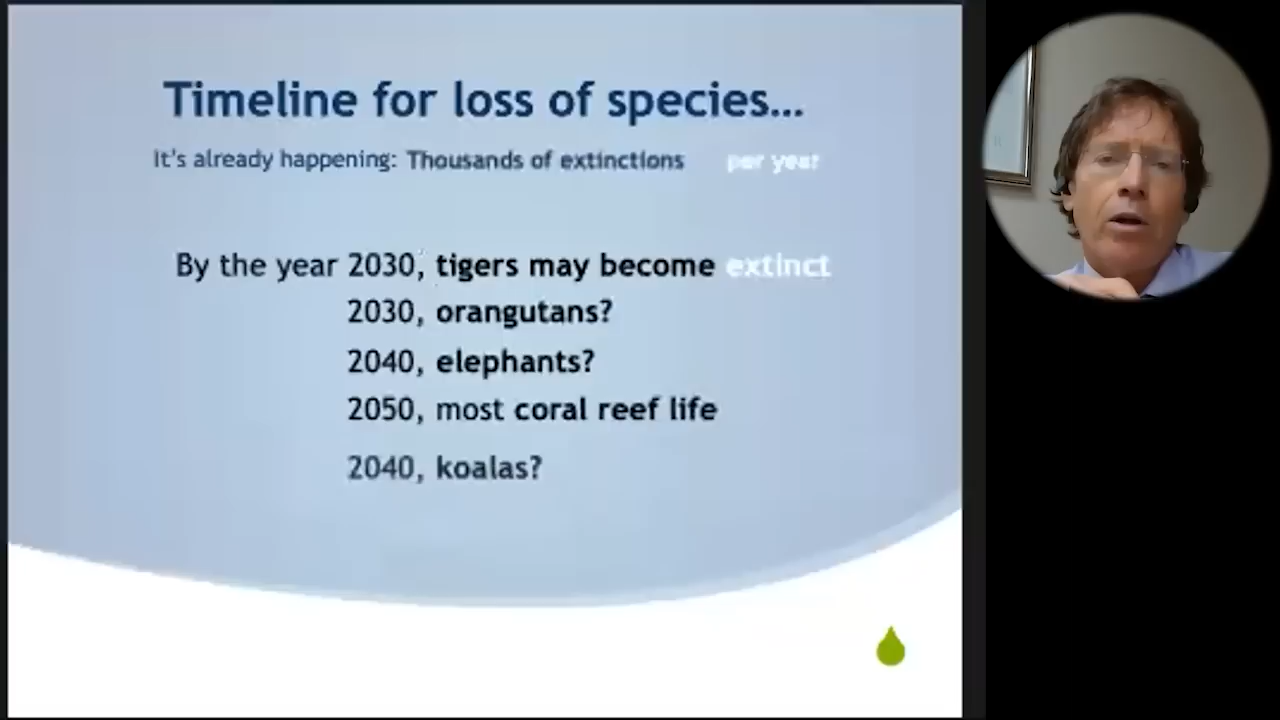 Timeline for loss of species...
It's already happening: Thousands of extinctions per year
By the year 2030, tigers may become extinct
2030, orangutans?
2040, elephants?
2050, most coral reef life
2040, koalas?